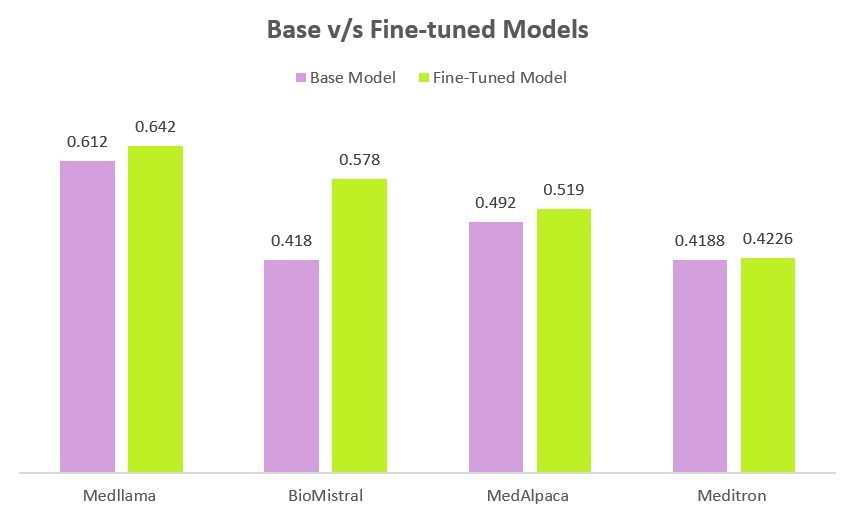 Base v/s Fine-tuned Models
Base Model Fine-Tuned Model
0.612 0.642 0.418 0.578 0.492 0.519 0.4188 0.4226
Medllama BioMistral MedAlpaca Meditron